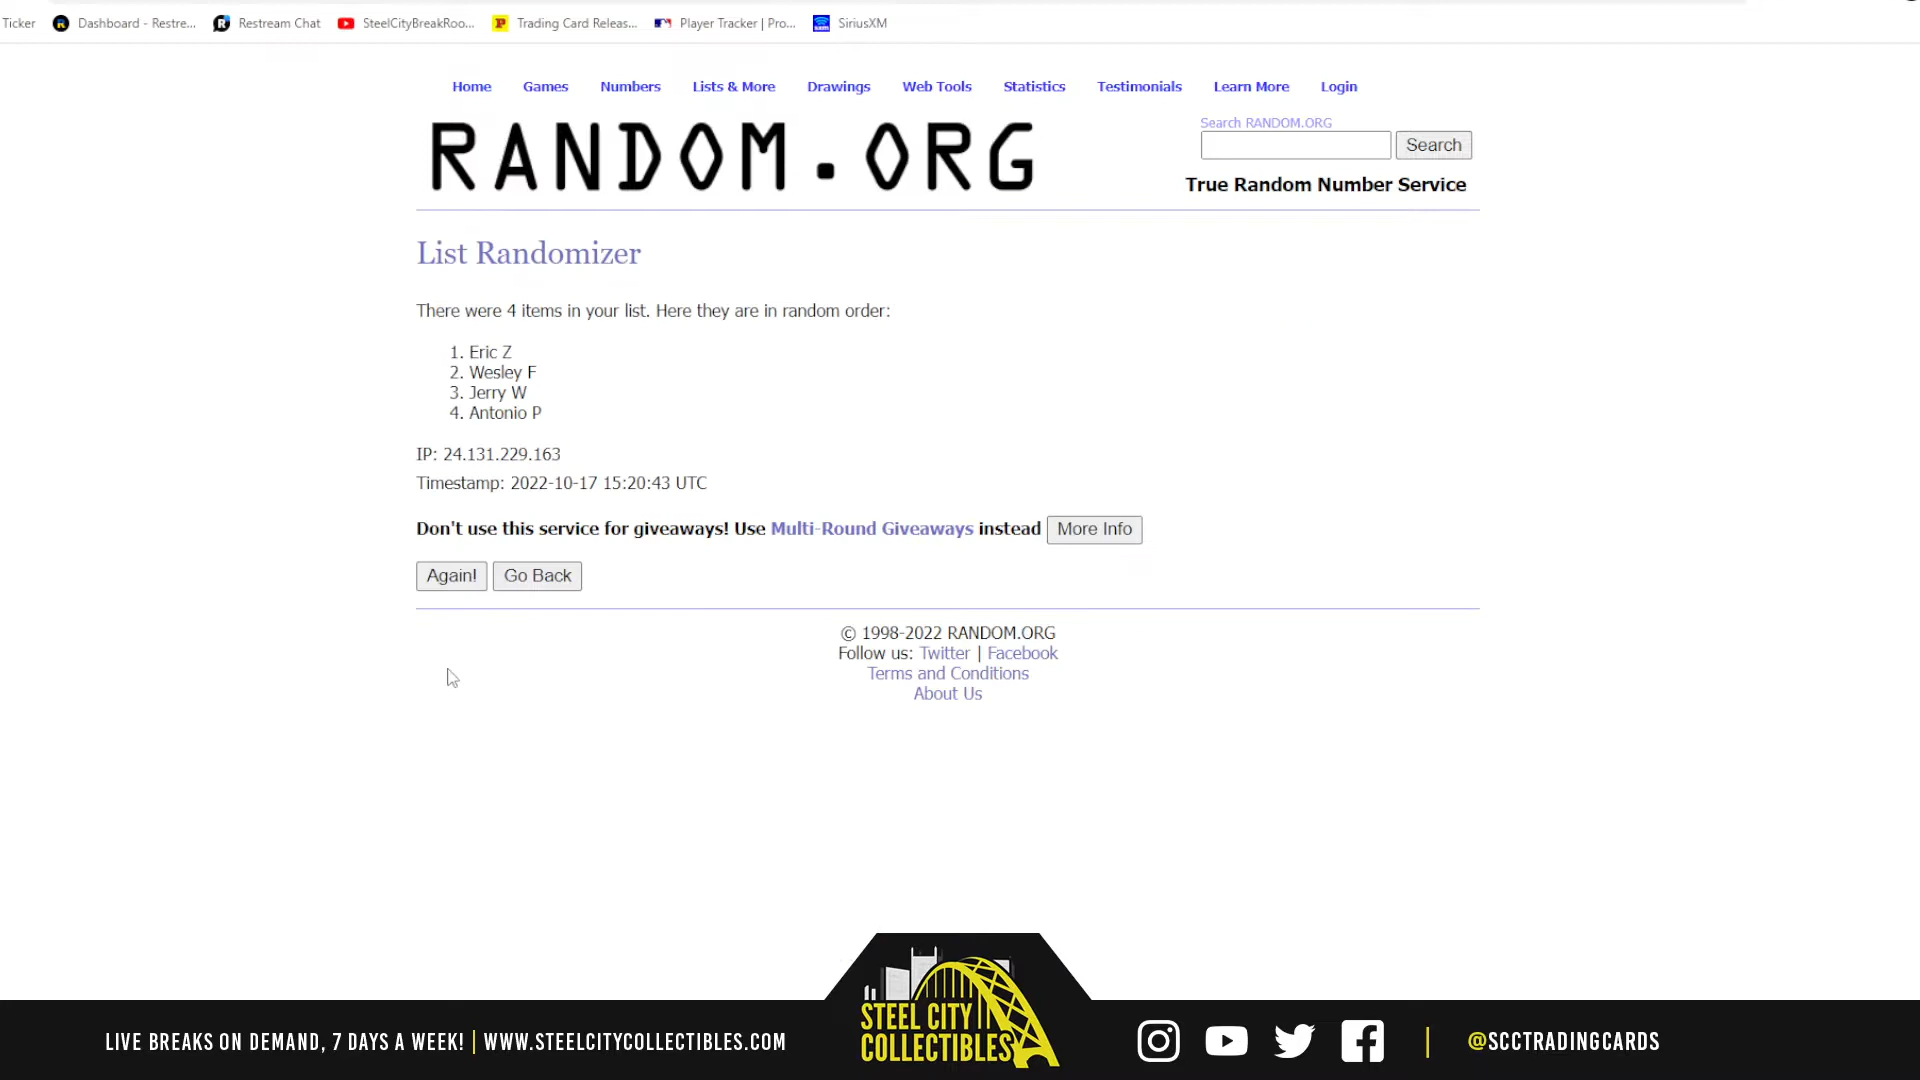 Ticker Dashboard - Restre... Restream Chat SteelCityBreakRoo... Trading Card Releas... Player Tracker | Pro... SiriusXM
Home Games Numbers Lists & More Drawings Web Tools Statistics Testimonials Learn More Login
RANDOM.ORG
Search RANDOM.ORG
Search
True Random Number Service
List Randomizer
There were 4 items in your list. Here they are in random order:
1. Eric Z
2. Wesley F
3. Jerry W
4. Antonio P
IP: 24.131.229.163
Timestamp: 2022-10-17 15:20:43 UTC
Don't use this service for giveaways! Use Multi-Round Giveaways instead More Info
Again! Go Back
© 1998-2022 RANDOM.ORG
Follow us: Twitter | Facebook
Terms and Conditions
About Us
LIVE BREAKS ON DEMAND, 7 DAYS A WEEK! | WWW.STEELCITYCOLLECTIBLES.COM
STEEL CITY
COLLECTIBLES
@SCCTRADINGCARDS